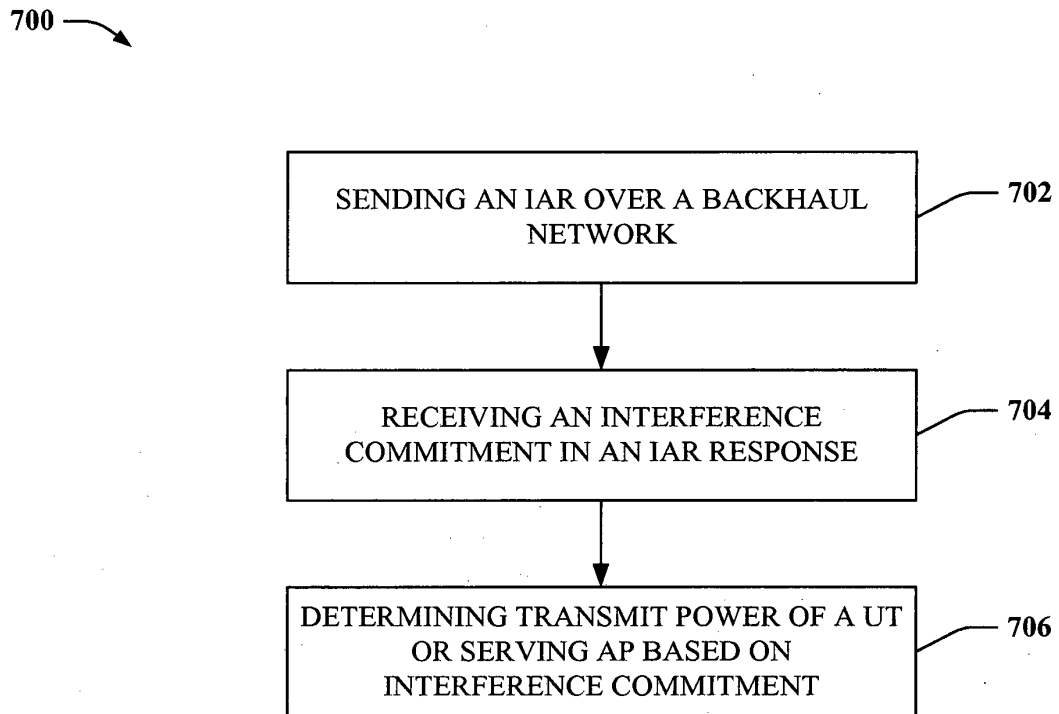 700
SENDING AN IAR OVER A BACKHAUL
NETWORK
702
RECEIVING AN INTERFERENCE
COMMITMENT IN AN IAR RESPONSE
704
DETERMINING TRANSMIT POWER OF A UT
OR SERVING AP BASED ON
INTERFERENCE COMMITMENT
706